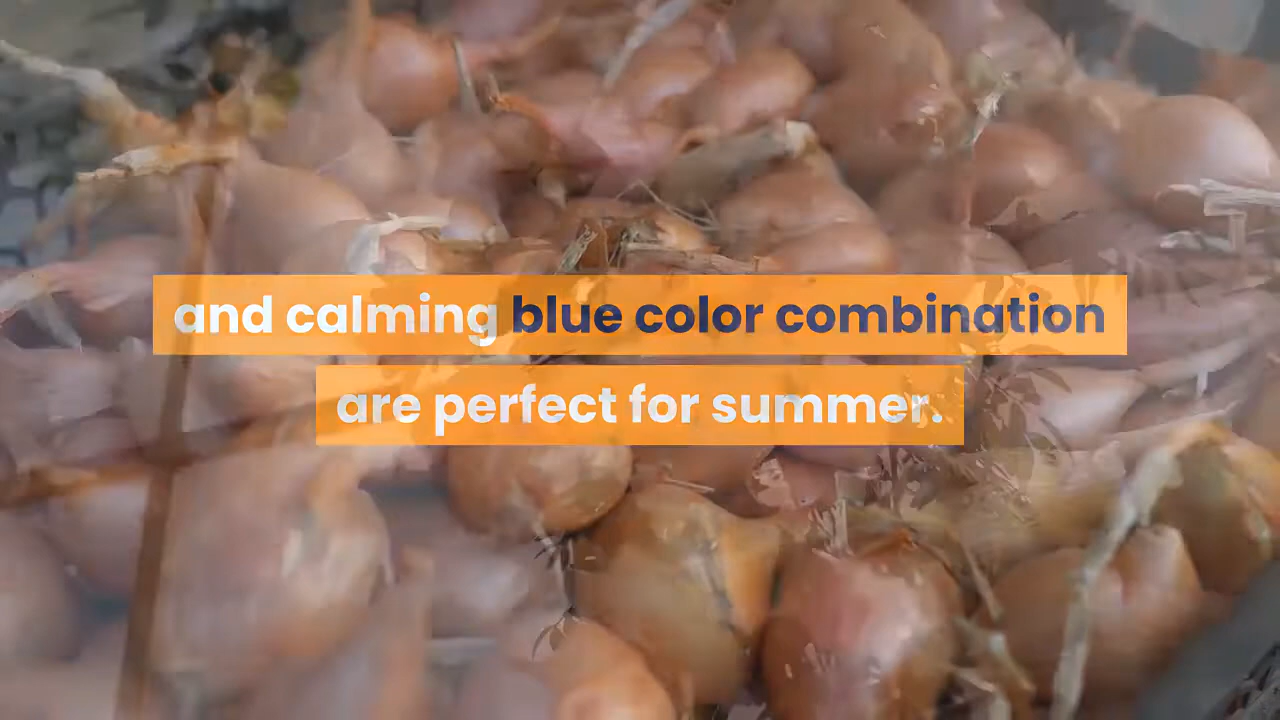 and calming blue color combination
are perfect for summer.